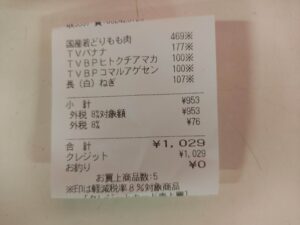 国産若どりもも肉 469※
TVバナナ 177※
TVBPヒトクチアマカ 100※
TVBPコマルアゲセン 100※
長(白)ねぎ 107※
小 計 ¥953
外税 8%対象額 ¥953
外税 8% ¥76
合 計 ¥1,029
クレジット ¥1,029
お釣り ¥0
お買上商品数:5
※印は軽減税率8%対象商品